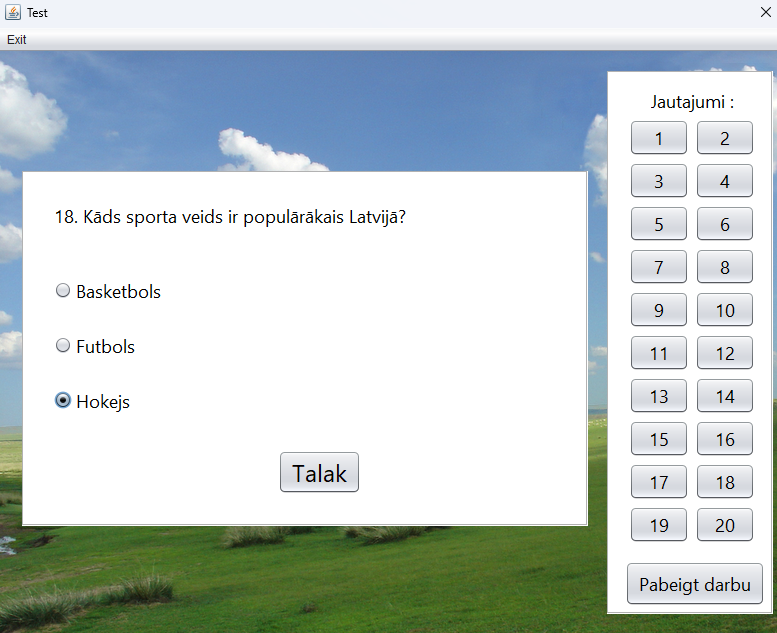 Test
Exit
18. Kāds sporta veids ir populārākais Latvijā?
Basketbols
Futbols
Hokejs
Talak
Jautajumi :
1 2
3 4
5 6
7 8
9 10
11 12
13 14
15 16
17 18
19 20
Pabeigt darbu